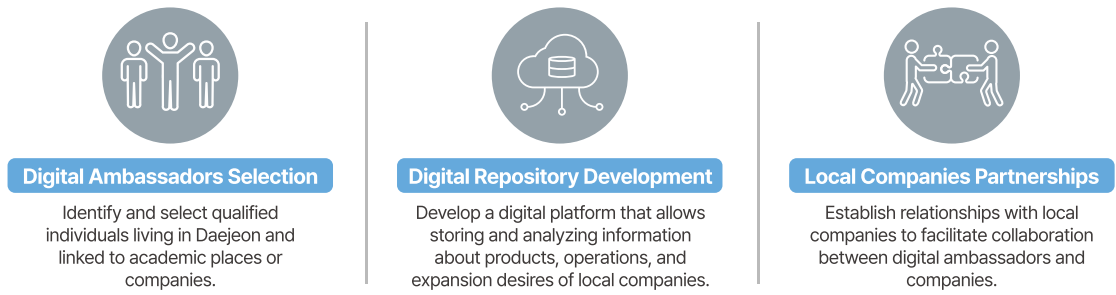 Digital Ambassadors Selection
Identify and select qualified
individuals living in Daejeon and
linked to academic places or
companies.
Digital Repository Development
Develop a digital platform that allows
storing and analyzing information
about products, operations, and
expansion desires of local companies.
Local Companies Partnerships
Establish relationships with local
companies to facilitate collaboration
between digital ambassadors and
companies.